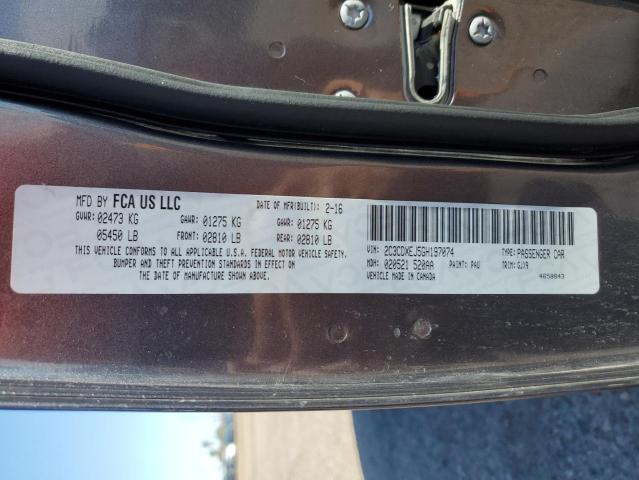 MFD BY FCA US LLC DATE OF MFR(BUILT): 2-16
GVWR: 02473 KG GAWR: 01275 KG GAWR: 01275 KG
05450 LB FRONT: 02810 LB REAR: 02810 LB
THIS VEHICLE CONFORMS TO ALL APPLICABLE U.S.A. FEDERAL MOTOR VEHICLE SAFETY,
BUMPER AND THEFT PREVENTION STANDARDS IN EFFECT ON
THE DATE OF MANUFACTURE SHOWN ABOVE.
VIN: 2C3CDXEJ5GH197074 TYPE: PASSENGER CAR
MDH: 020521 520AA PAINT: PAU TRIM: GJX9
VEHICLE MADE IN CANADA 4658843